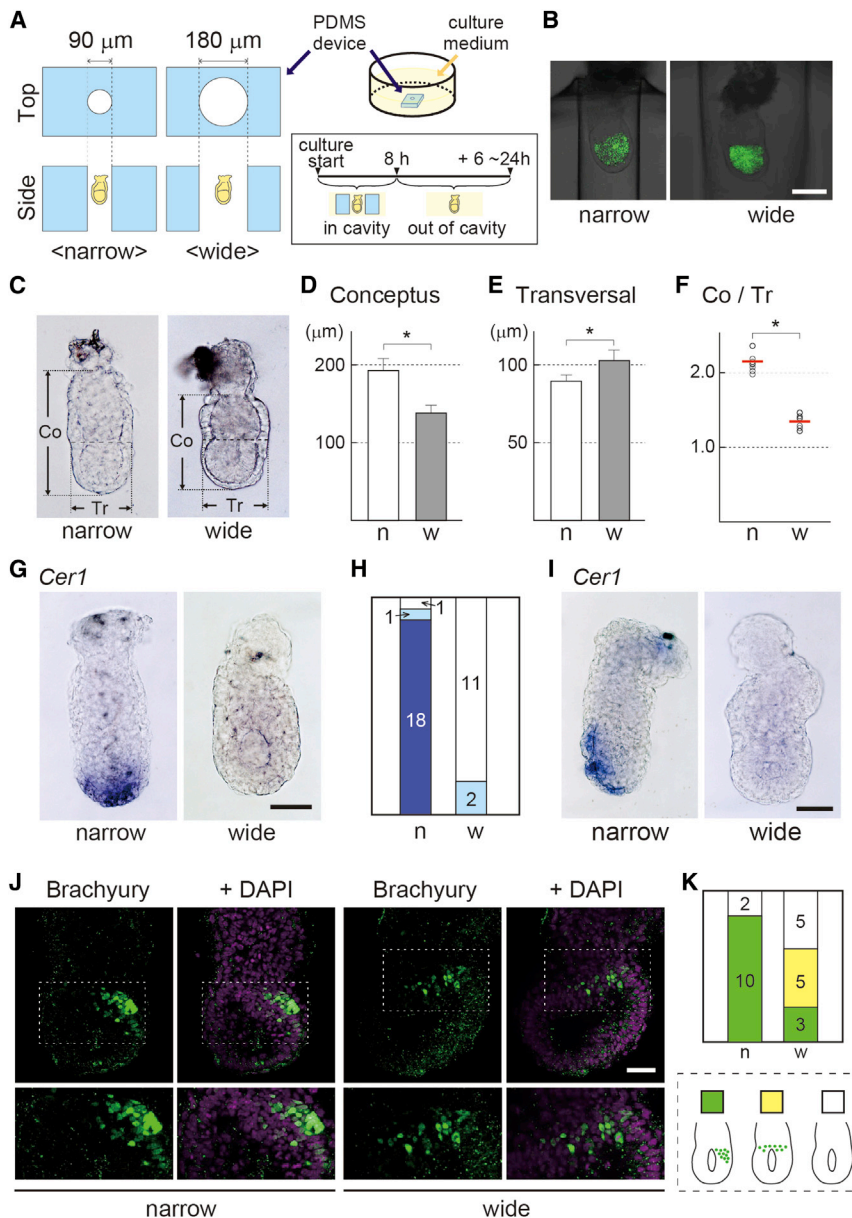 A
90 μm
180 μm
PDMS
device
culture
medium
Top
Side
<narrow>
<wide>
culture
start
8 h
+ 6 ~24h
in cavity
out of cavity
B
narrow
wide
C
Co
Tr
narrow
Co
Tr
wide
D Conceptus
(μm)
*
200
100
n w
E Transversal
(μm)
*
100
50
n w
F Co / Tr
*
2.0
1.0
n w
G
Cer1
narrow
wide
H
1
1
18
11
2
n w
I
Cer1
narrow
wide
J
Brachyury + DAPI Brachyury + DAPI
narrow
wide
K
2
10
5
5
3
n w